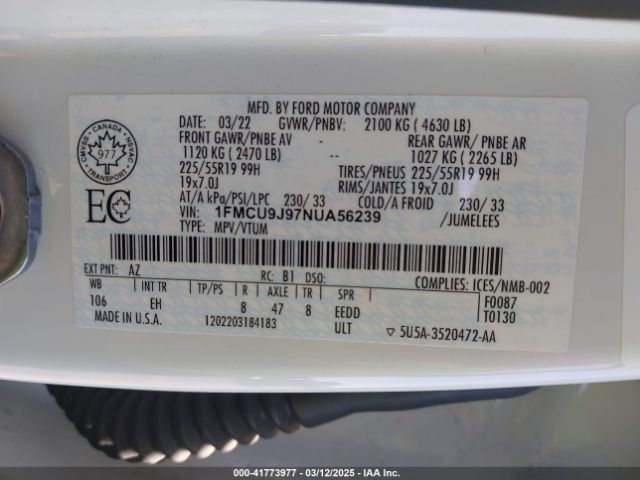 MFD. BY FORD MOTOR COMPANY
DATE: 03/22 GVWR/PNBV: 2100 KG ( 4630 LB)
FRONT GAWR/PNBE AV REAR GAWR/ PNBE AR
1120 KG ( 2470 LB) -- 1027 KG ( 2265 LB)
225/55R19 99H TIRES/PNEUS 225/55R19 99H
19x7.0J RIMS/JANTES 19x7.0J
AT/A kPa/PSI/LPC 230/ 33 COLD/A FROID 230/ 33
VIN: 1FMCU9J97NUA56239 /JUMELEES
TYPE: MPV/VTUM
CMVSS CANADA NSVAC
977
EC
EXT PNT: AZ RC: B1 DSO: COMPLIES: ICES/NMB-002
WB INT TR TP/PS R AXLE TR SPR F0087
106 EH 8 47 8 EEDD T0130
MADE IN U.S.A. 1202203184183 ULT ▽ 5U5A-3520472-AA
000-41773977 - 03/12/2025 - IAA Inc.